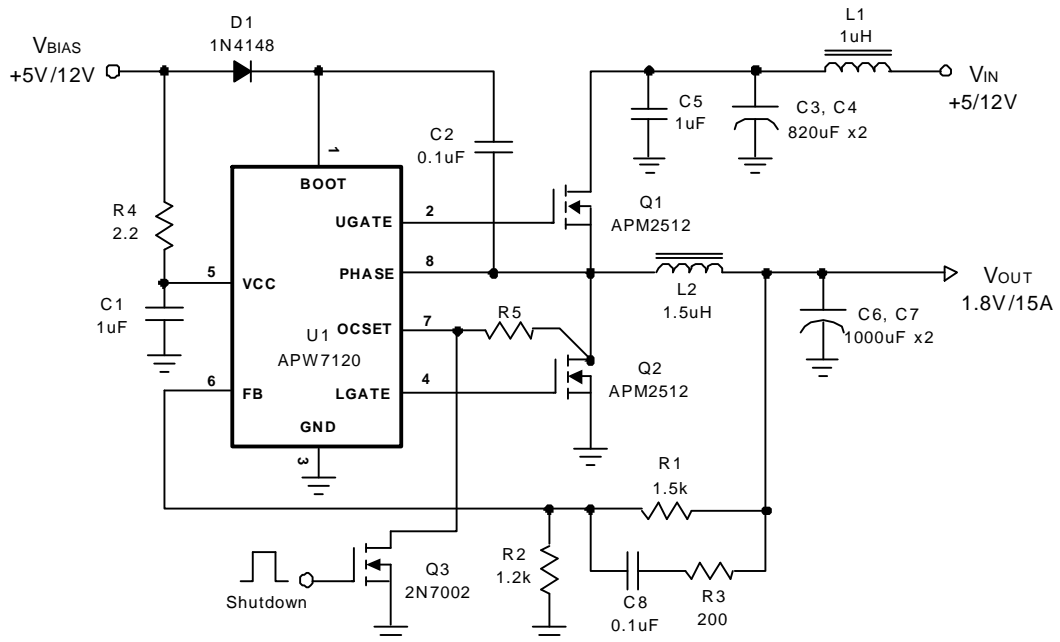 D1
1N4148
VBIAS
+5V/12V
L1
1uH
VIN
+5/12V
C5
1uF
C3, C4
820uF x2
C2
0.1uF
1
BOOT
R4
2.2
UGATE
2
Q1
APM2512
5
VCC
PHASE
8
L2
1.5uH
VOUT
1.8V/15A
C1
1uF
OCSET
7
R5
U1
APW7120
C6, C7
1000uF x2
6
FB
LGATE
4
Q2
APM2512
GND
3
R1
1.5k
Shutdown
Q3
2N7002
R2
1.2k
C8
0.1uF
R3
200